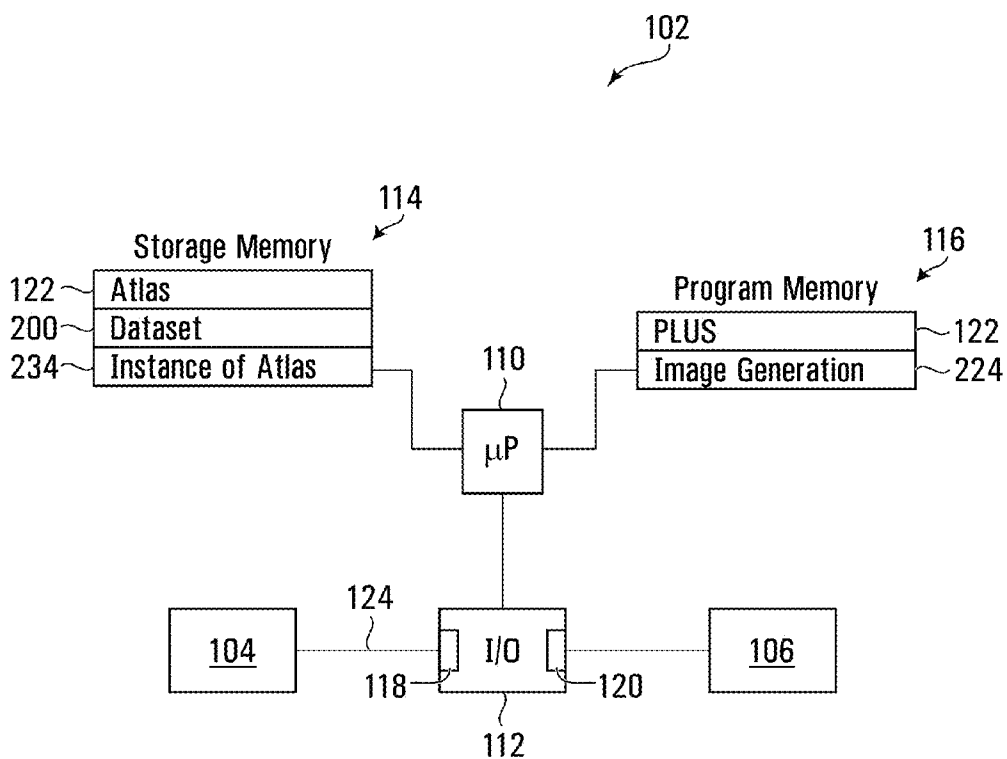 102
114
Storage Memory
122 Atlas
200 Dataset
234 Instance of Atlas
116
Program Memory
PLUS 122
Image Generation 224
110
μP
104
124
118
I/O
120
112
106